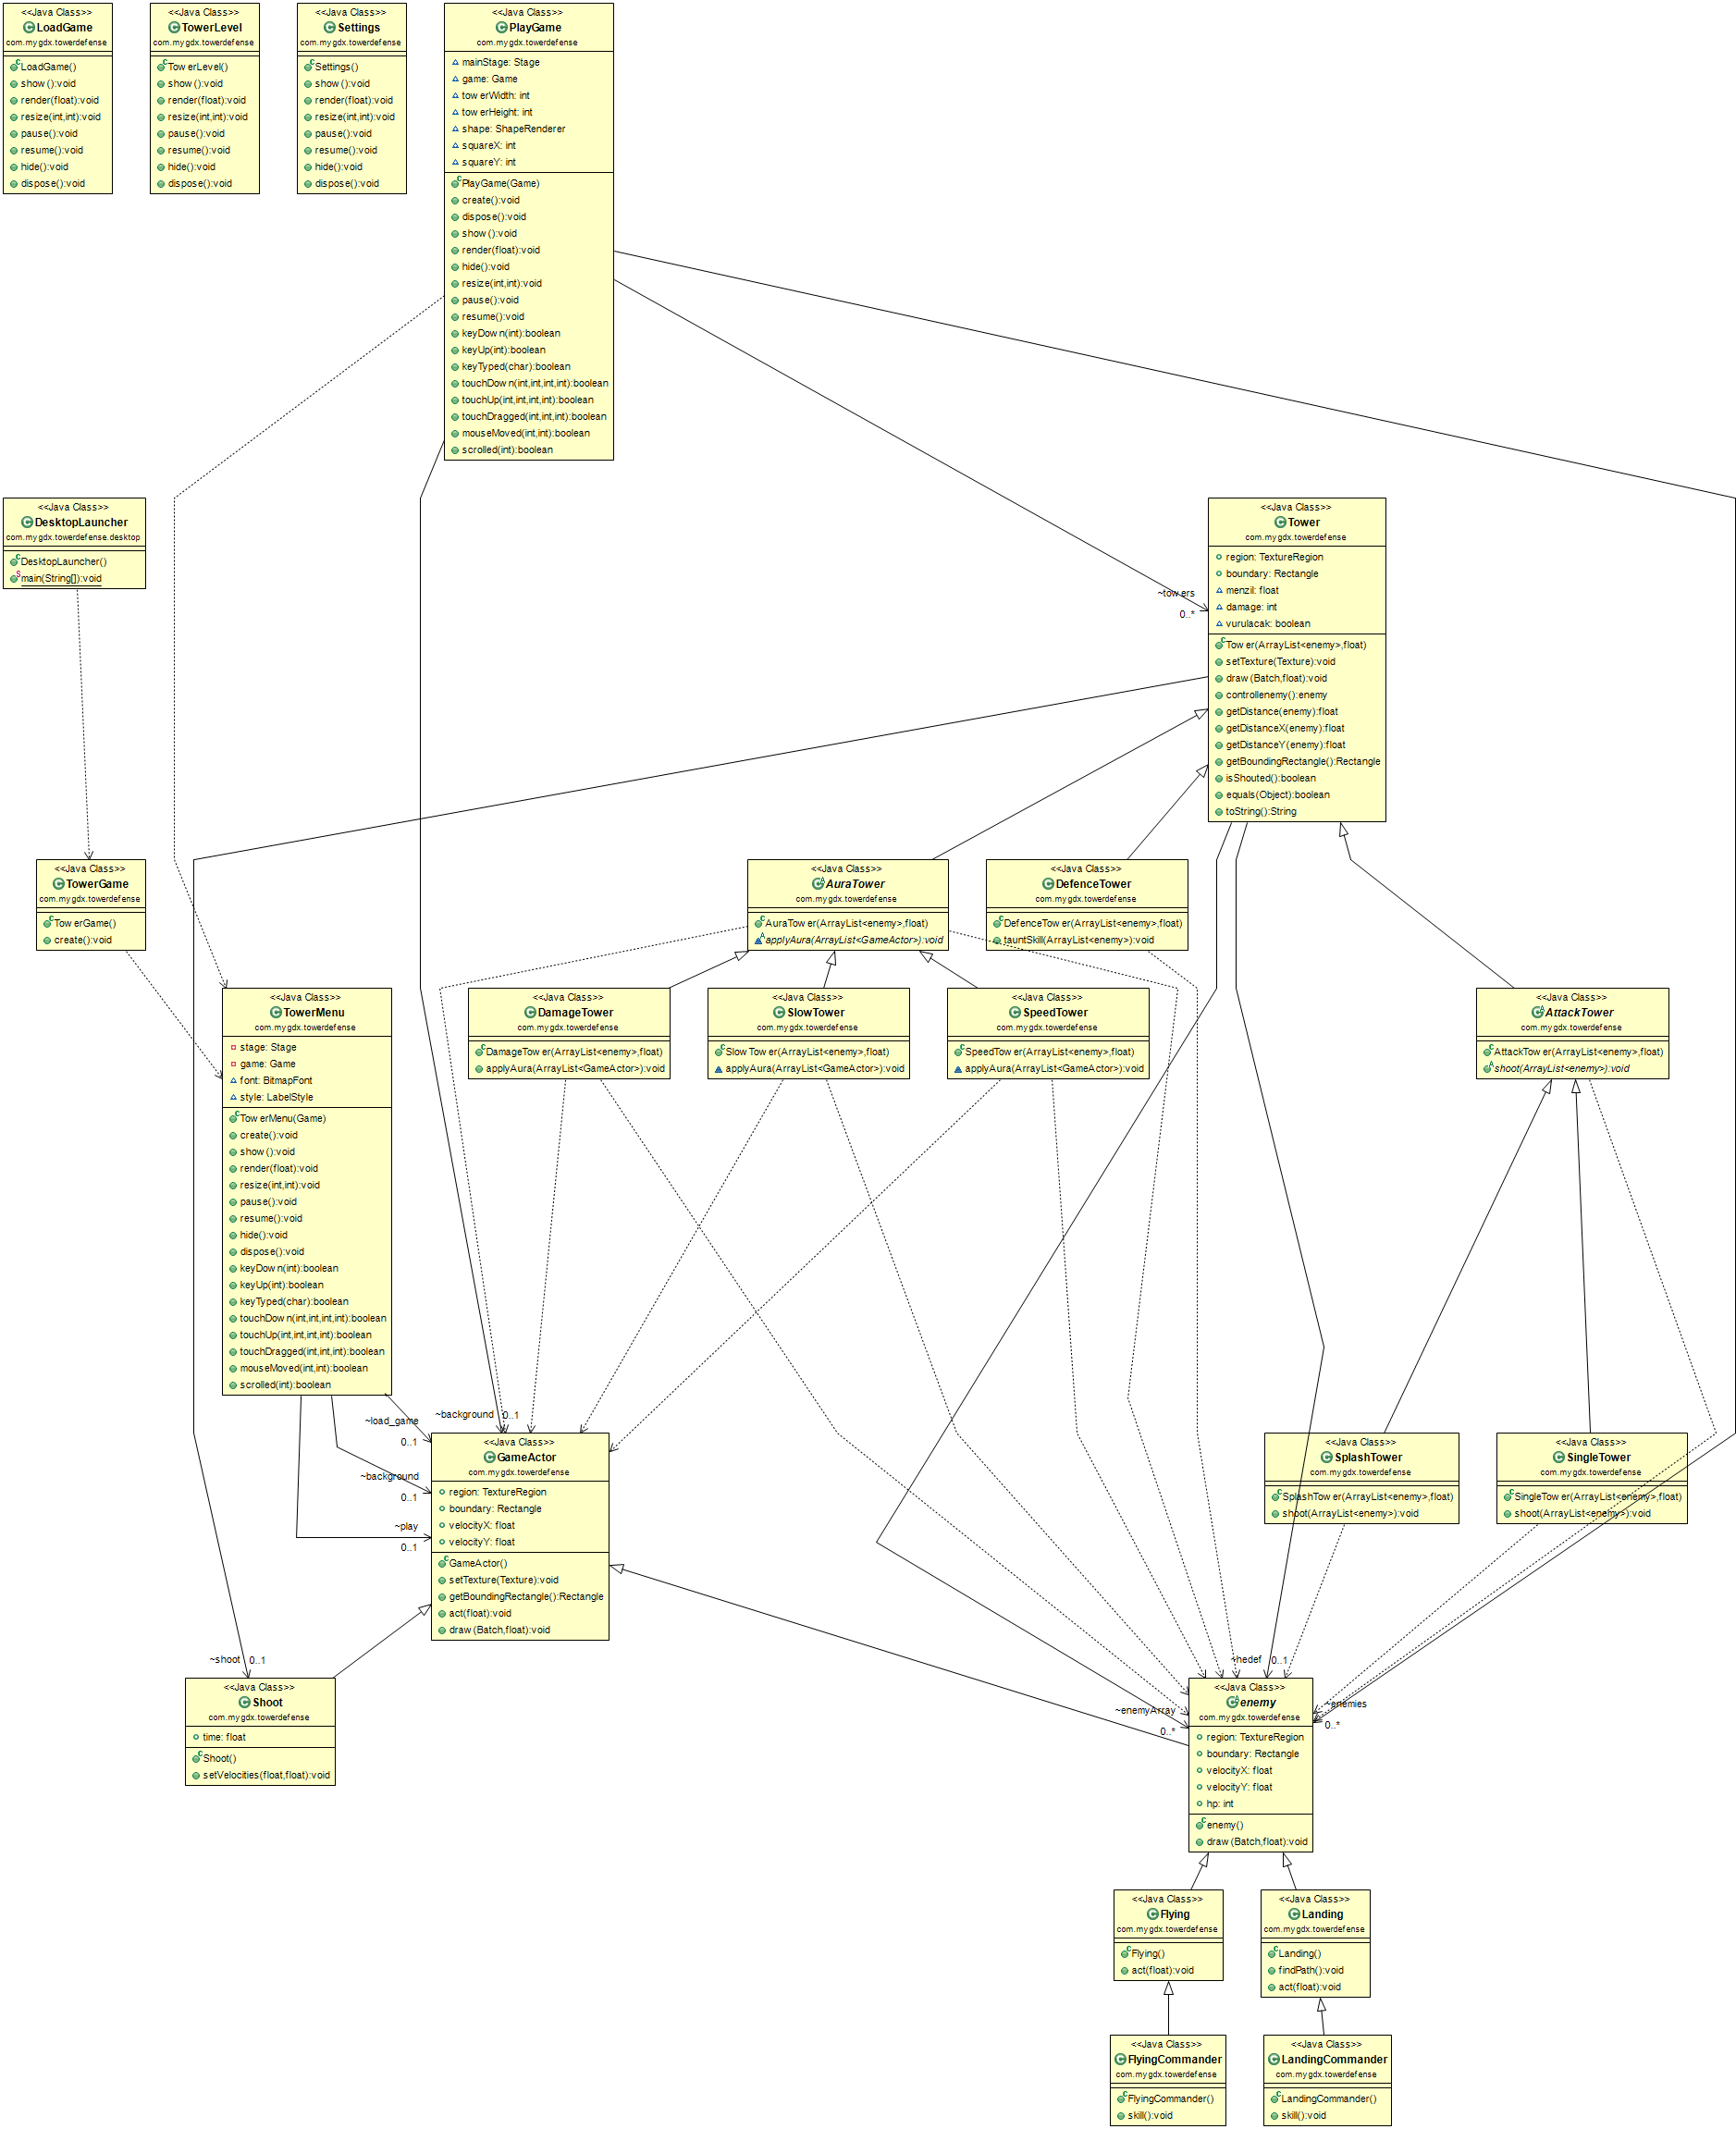 <<Java Class>>
LoadGame
com.mygdx.towerdefense
LoadGame()
show():void
render(float):void
resize(int,int):void
pause():void
resume():void
hide():void
dispose():void
<<Java Class>>
TowerLevel
com.mygdx.towerdefense
TowerLevel()
show():void
render(float):void
resize(int,int):void
pause():void
resume():void
hide():void
dispose():void
<<Java Class>>
Settings
com.mygdx.towerdefense
Settings()
show():void
render(float):void
resize(int,int):void
pause():void
resume():void
hide():void
dispose():void
<<Java Class>>
PlayGame
com.mygdx.towerdefense
mainStage: Stage
game: Game
towerWidth: int
towerHeight: int
shape: ShapeRenderer
squareX: int
squareY: int
PlayGame(Game)
create():void
dispose():void
show():void
render(float):void
hide():void
resize(int,int):void
pause():void
resume():void
keyDown(int):boolean
keyUp(int):boolean
keyTyped(char):boolean
touchDown(int,int,int,int):boolean
touchUp(int,int,int,int):boolean
touchDragged(int,int,int):boolean
mouseMoved(int,int):boolean
scrolled(int):boolean
<<Java Class>>
DesktopLauncher
com.mygdx.towerdefense.desktop
DesktopLauncher()
main(String[]):void
~towers
0..*
<<Java Class>>
Tower
com.mygdx.towerdefense
region: TextureRegion
boundary: Rectangle
menzil: float
damage: int
vurulacak: boolean
Tower(ArrayList<enemy>,float)
setTexture(Texture):void
draw(Batch,float):void
controllenemy():enemy
getDistance(enemy):float
getDistanceX(enemy):float
getDistanceY(enemy):float
getBoundingRectangle():Rectangle
isShouted():boolean
equals(Object):boolean
toString():String
<<Java Class>>
TowerGame
com.mygdx.towerdefense
TowerGame()
create():void
<<Java Class>>
AuraTower
com.mygdx.towerdefense
AuraTower(ArrayList<enemy>,float)
applyAura(ArrayList<GameActor>):void
<<Java Class>>
DefenceTower
com.mygdx.towerdefense
DefenceTower(ArrayList<enemy>,float)
tauntSkill(ArrayList<enemy>):void
<<Java Class>>
TowerMenu
com.mygdx.towerdefense
stage: Stage
game: Game
font: BitmapFont
style: LabelStyle
TowerMenu(Game)
create():void
show():void
render(float):void
resize(int,int):void
pause():void
resume():void
hide():void
dispose():void
keyDown(int):boolean
keyUp(int):boolean
keyTyped(char):boolean
touchDown(int,int,int,int):boolean
touchUp(int,int,int,int):boolean
touchDragged(int,int,int):boolean
mouseMoved(int,int):boolean
scrolled(int):boolean
<<Java Class>>
DamageTower
com.mygdx.towerdefense
DamageTower(ArrayList<enemy>,float)
applyAura(ArrayList<GameActor>):void
<<Java Class>>
SlowTower
com.mygdx.towerdefense
SlowTower(ArrayList<enemy>,float)
applyAura(ArrayList<GameActor>):void
<<Java Class>>
SpeedTower
com.mygdx.towerdefense
SpeedTower(ArrayList<enemy>,float)
applyAura(ArrayList<GameActor>):void
<<Java Class>>
AttackTower
com.mygdx.towerdefense
AttackTower(ArrayList<enemy>,float)
shoot(ArrayList<enemy>):void
~load_game
0..1
~background
0..1
~background
0..1
~play
0..1
<<Java Class>>
GameActor
com.mygdx.towerdefense
region: TextureRegion
boundary: Rectangle
velocityX: float
velocityY: float
GameActor()
setTexture(Texture):void
getBoundingRectangle():Rectangle
act(float):void
draw(Batch,float):void
<<Java Class>>
SplashTower
com.mygdx.towerdefense
SplashTower(ArrayList<enemy>,float)
shoot(ArrayList<enemy>):void
<<Java Class>>
SingleTower
com.mygdx.towerdefense
SingleTower(ArrayList<enemy>,float)
shoot(ArrayList<enemy>):void
~shoot
0..1
<<Java Class>>
Shoot
com.mygdx.towerdefense
time: float
Shoot()
setVelocities(float,float):void
~hedef
0..1
~enemyArray
0..*
~enemies
0..*
<<Java Class>>
enemy
com.mygdx.towerdefense
region: TextureRegion
boundary: Rectangle
velocityX: float
velocityY: float
hp: int
enemy()
draw(Batch,float):void
<<Java Class>>
Flying
com.mygdx.towerdefense
Flying()
act(float):void
<<Java Class>>
Landing
com.mygdx.towerdefense
Landing()
findPath():void
act(float):void
<<Java Class>>
FlyingCommander
com.mygdx.towerdefense
FlyingCommander()
skill():void
<<Java Class>>
LandingCommander
com.mygdx.towerdefense
LandingCommander()
skill():void